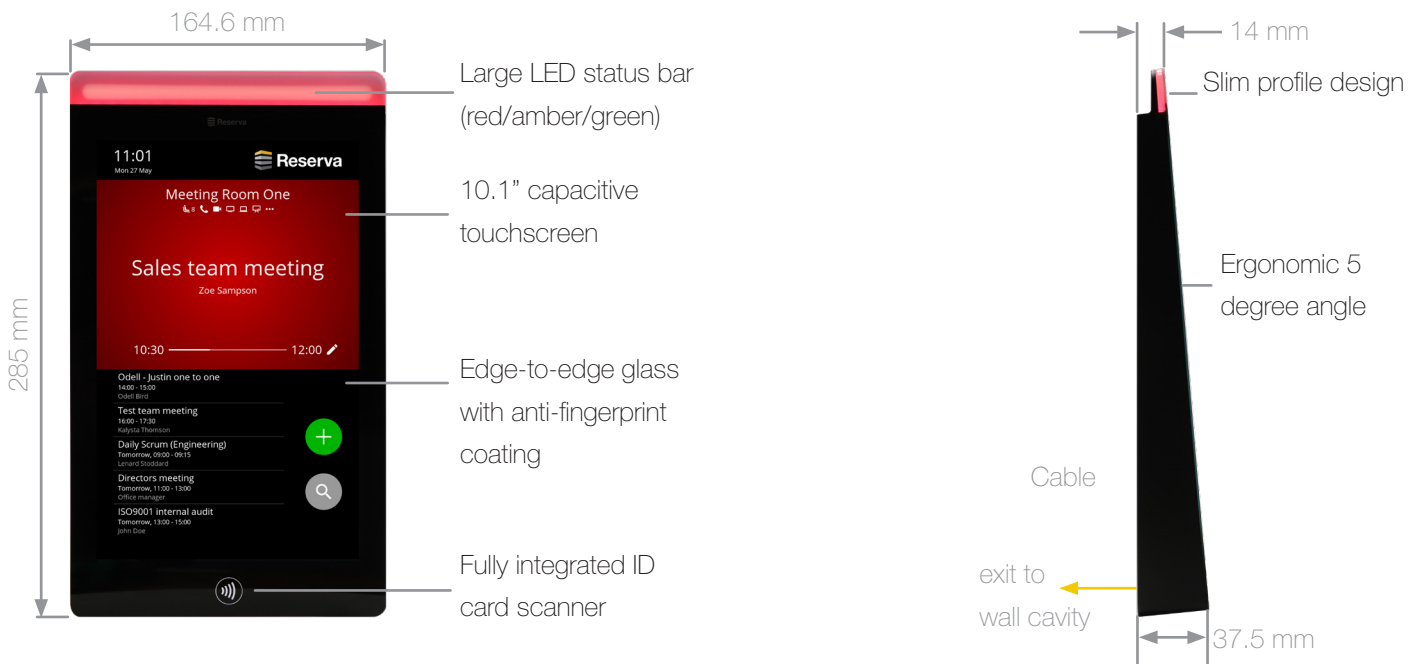 164.6 mm
285 mm
Large LED status bar
(red/amber/green)
10.1” capacitive
touchscreen
Edge-to-edge glass
with anti-fingerprint
coating
Fully integrated ID
card scanner
Reserva
11:01
Mon 27 May
Reserva
Meeting Room One
8
Sales team meeting
Zoe Sampson
10:30
12:00
Odell - Justin one to one
14:00 - 15:00
Odell Bird
Test team meeting
16:00 - 17:30
Kalysta Thomson
Daily Scrum (Engineering)
Tomorrow, 09:00 - 09:15
Lenard Stoddard
Directors meeting
Tomorrow, 11:00 - 13:00
Office manager
ISO9001 internal audit
Tomorrow, 13:00 - 15:00
John Doe
14 mm
Slim profile design
Ergonomic 5
degree angle
Cable
exit to
wall cavity
37.5 mm